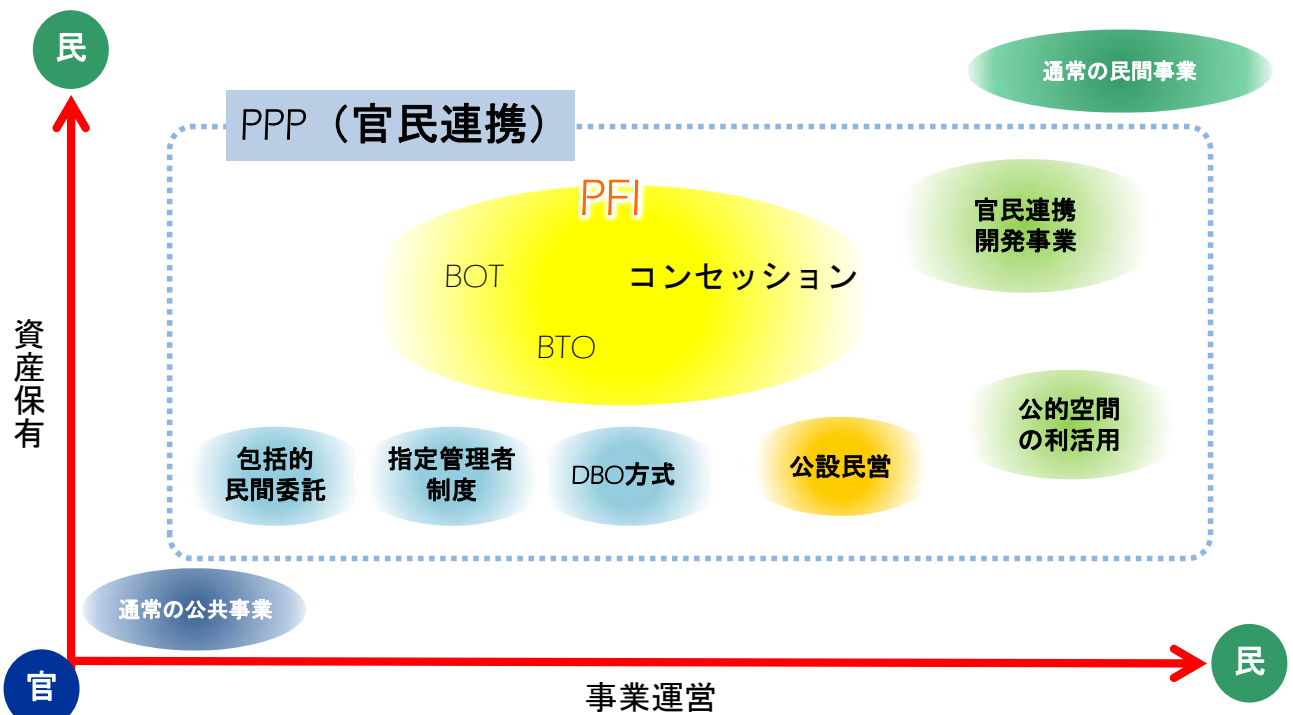 民
通常の民間事業
PPP（官民連携）
PFI
官民連携
開発事業
BOT
コンセッション
BTO
資産保有
公的空間
の利活用
包括的
民間委託
指定管理者
制度
DBO方式
公設民営
通常の公共事業
官
事業運営
民